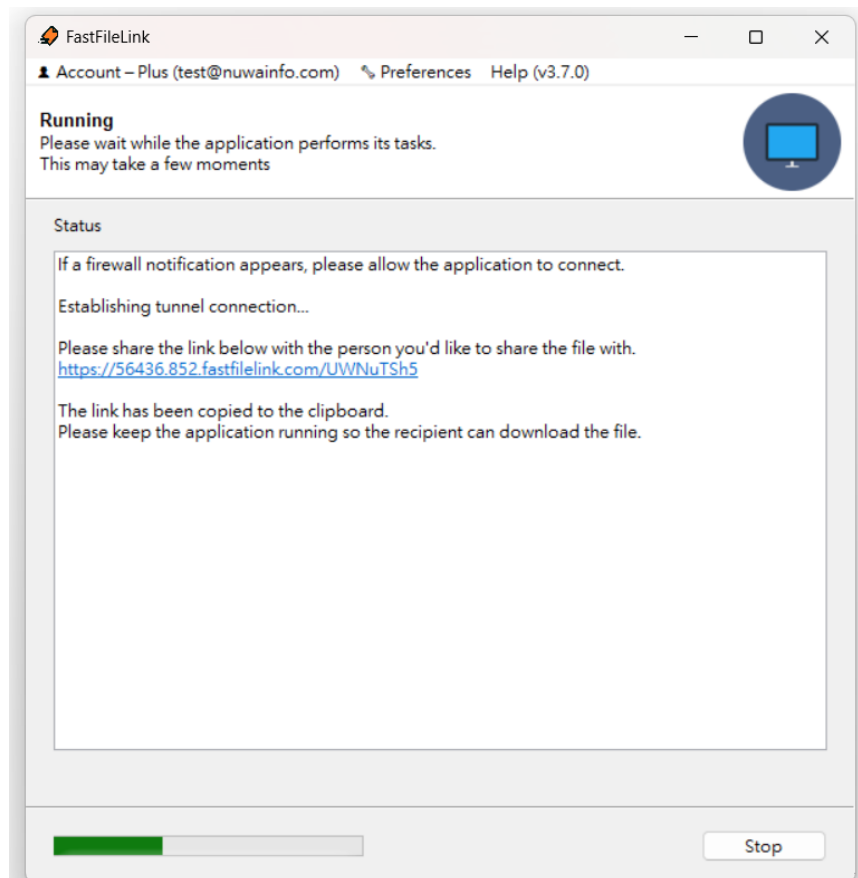 FastFileLink
Account – Plus (test@nuwainfo.com) Preferences Help (v3.7.0)
Running
Please wait while the application performs its tasks.
This may take a few moments
Status
If a firewall notification appears, please allow the application to connect.
Establishing tunnel connection...
Please share the link below with the person you'd like to share the file with.
https://56436.852.fastfilelink.com/UWNuTSh5
The link has been copied to the clipboard.
Please keep the application running so the recipient can download the file.
Stop